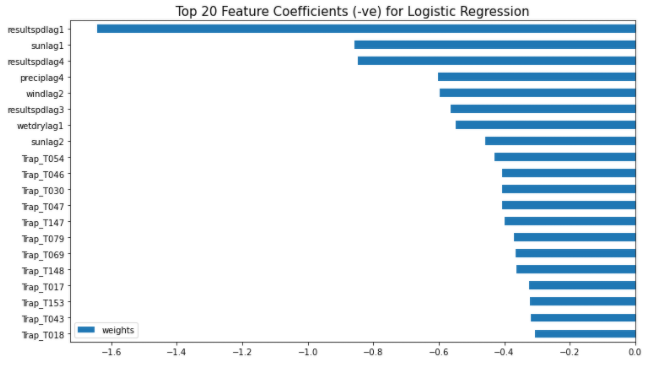 Top 20 Feature Coefficients (-ve) for Logistic Regression
resultspdlag1
sunlag1
resultspdlag4
preciplag4
windlag2
resultspdlag3
wetdrylag1
sunlag2
Trap_T054
Trap_T046
Trap_T030
Trap_T047
Trap_T147
Trap_T079
Trap_T069
Trap_T148
Trap_T017
Trap_T153
Trap_T043
Trap_T018
weights
−1.6 −1.4 −1.2 −1.0 −0.8 −0.6 −0.4 −0.2 0.0